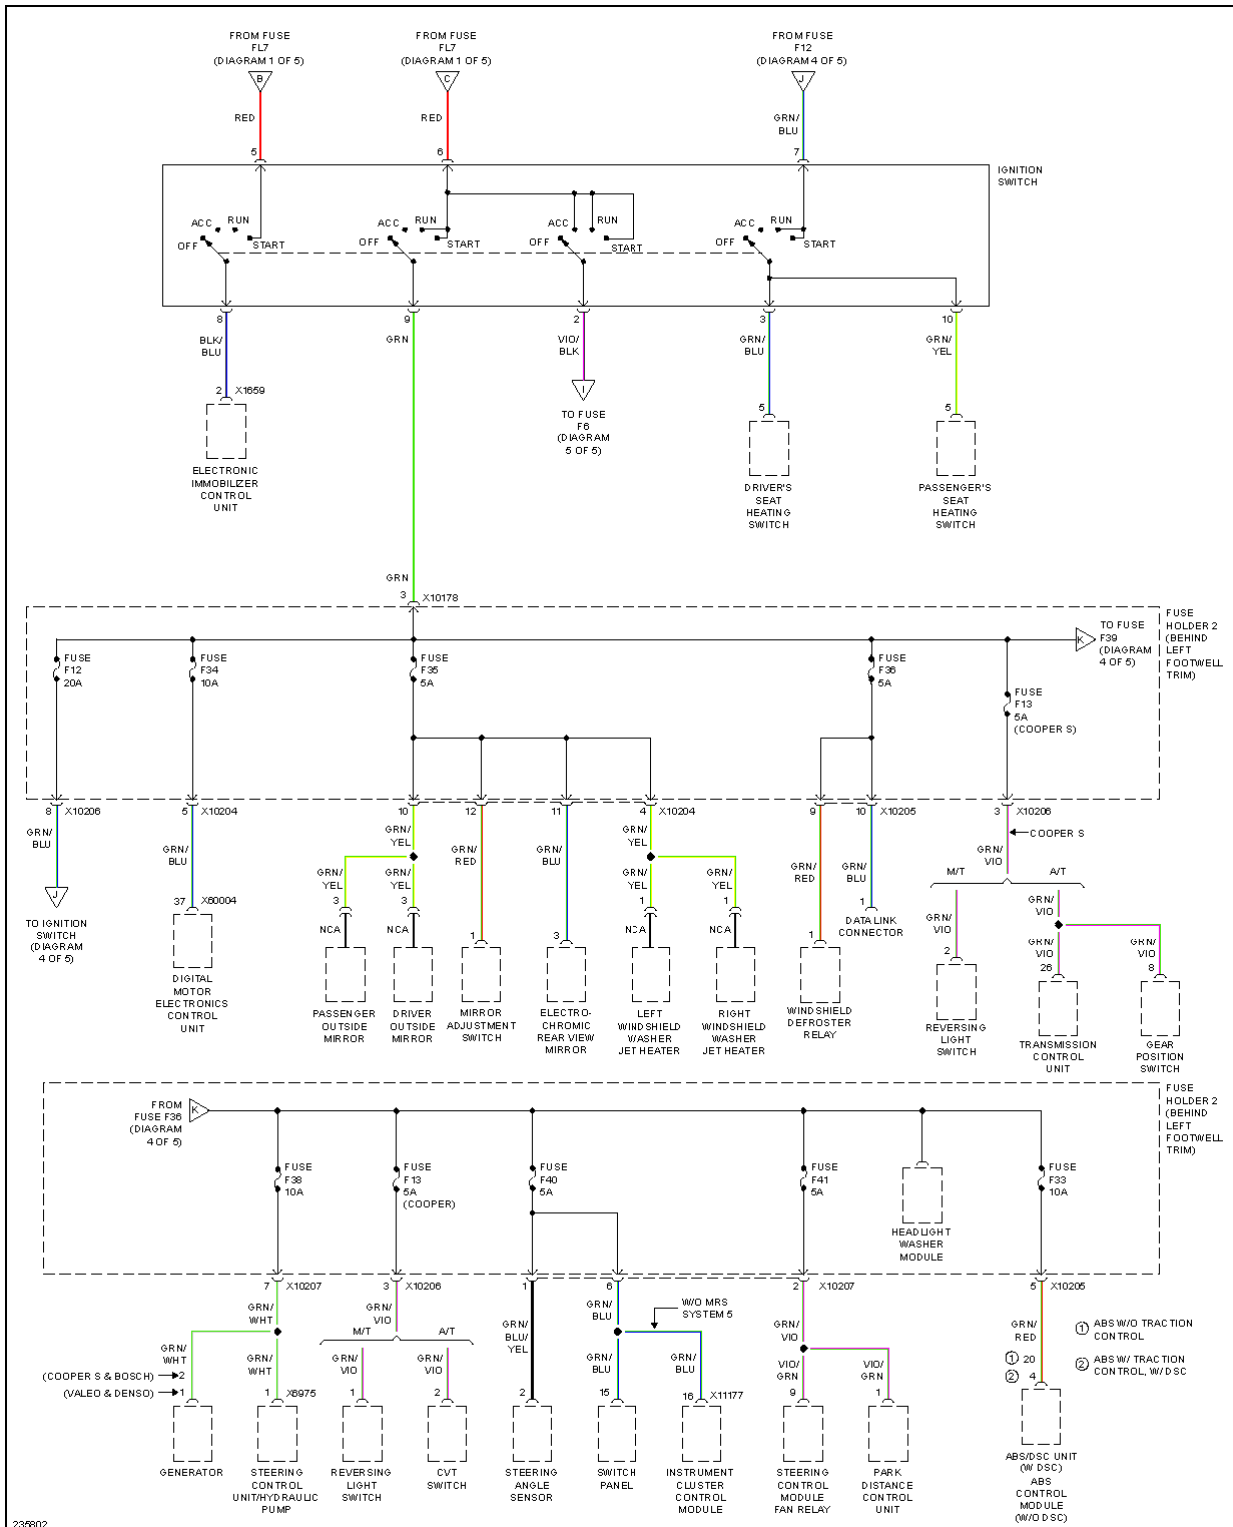 FROM FUSE
FL7
(DIAGRAM 1 OF 5)
B
RED
5
FROM FUSE
FL7
(DIAGRAM 1 OF 5)
C
RED
6
FROM FUSE
F12
(DIAGRAM 4 OF 5)
J
GRN/
BLU
7
IGNITION
SWITCH
ACC
RUN
OFF
START
ACC
RUN
OFF
START
ACC
RUN
OFF
START
ACC
RUN
OFF
START
8
9
2
3
10
BLK/
BLU
GRN
VIO/
BLK
GRN/
BLU
GRN/
YEL
2 X1659
I
5
5
ELECTRONIC
IMMOBILIZER
CONTROL
UNIT
TO FUSE
F6
(DIAGRAM
5 OF 5)
DRIVER'S
SEAT
HEATING
SWITCH
PASSENGER'S
SEAT
HEATING
SWITCH
GRN
3 X10178
FUSE
HOLDER 2
(BEHIND
LEFT
FOOTWELL
TRIM)
K
TO FUSE
F39
(DIAGRAM
4 OF 5)
FUSE
F12
20A
FUSE
F34
10A
FUSE
F35
5A
FUSE
F36
5A
FUSE
F13
5A
(COOPER S)
8 X10206
5 X10204
10
12
11
4 X10204
9
10 X10205
3 X10206
GRN/
BLU
GRN/
BLU
GRN/
YEL
GRN/
RED
GRN/
BLU
GRN/
YEL
GRN/
RED
GRN/
BLU
COOPER S
GRN/
VIO
M/T
A/T
J
TO IGNITION
SWITCH
(DIAGRAM
4 OF 5)
37 X60004
DIGITAL
MOTOR
ELECTRONICS
CONTROL
UNIT
GRN/
YEL
3
NCA
PASSENGER
OUTSIDE
MIRROR
GRN/
YEL
3
NCA
DRIVER
OUTSIDE
MIRROR
1
MIRROR
ADJUSTMENT
SWITCH
3
ELECTRO-
CHROMIC
REAR VIEW
MIRROR
GRN/
YEL
1
NCA
LEFT
WINDSHIELD
WASHER
JET HEATER
GRN/
YEL
1
NCA
RIGHT
WINDSHIELD
WASHER
JET HEATER
1
WINDSHIELD
DEFROSTER
RELAY
1
DATA LINK
CONNECTOR
GRN/
VIO
2
REVERSING
LIGHT
SWITCH
GRN/
VIO
GRN/
VIO
26
TRANSMISSION
CONTROL
UNIT
GRN/
VIO
8
GEAR
POSITION
SWITCH
FROM
FUSE F36
(DIAGRAM
4 OF 5)
K
FUSE
HOLDER 2
(BEHIND
LEFT
FOOTWELL
TRIM)
FUSE
F38
10A
FUSE
F13
5A
(COOPER)
FUSE
F40
5A
FUSE
F41
5A
HEADLIGHT
WASHER
MODULE
FUSE
F33
10A
7 X10207
3 X10206
1
6
2 X10207
5 X10205
GRN/
WHT
GRN/
VIO
M/T
A/T
GRN/
BLU/
YEL
GRN/
BLU
W/O MRS
SYSTEM 5
GRN/
VIO
GRN/
RED
1 ABS W/O TRACTION
CONTROL
2 ABS W/ TRACTION
CONTROL, W/ DSC
GRN/
WHT
(COOPER S & BOSCH) 2
(VALEO & DENSO) 1
GENERATOR
GRN/
WHT
1 X6975
STEERING
CONTROL
UNIT/HYDRAULIC
PUMP
GRN/
VIO
1
REVERSING
LIGHT
SWITCH
GRN/
VIO
2
CVT
SWITCH
2
STEERING
ANGLE
SENSOR
GRN/
BLU
15
SWITCH
PANEL
GRN/
BLU
16 X11177
INSTRUMENT
CLUSTER
CONTROL
MODULE
VIO/
GRN
9
STEERING
CONTROL
MODULE
FAN RELAY
VIO/
GRN
1
PARK
DISTANCE
CONTROL
UNIT
1 20
2 4
ABS/DSC UNIT
(W DSC)
ABS
CONTROL
MODULE
(W/O DSC)
235802